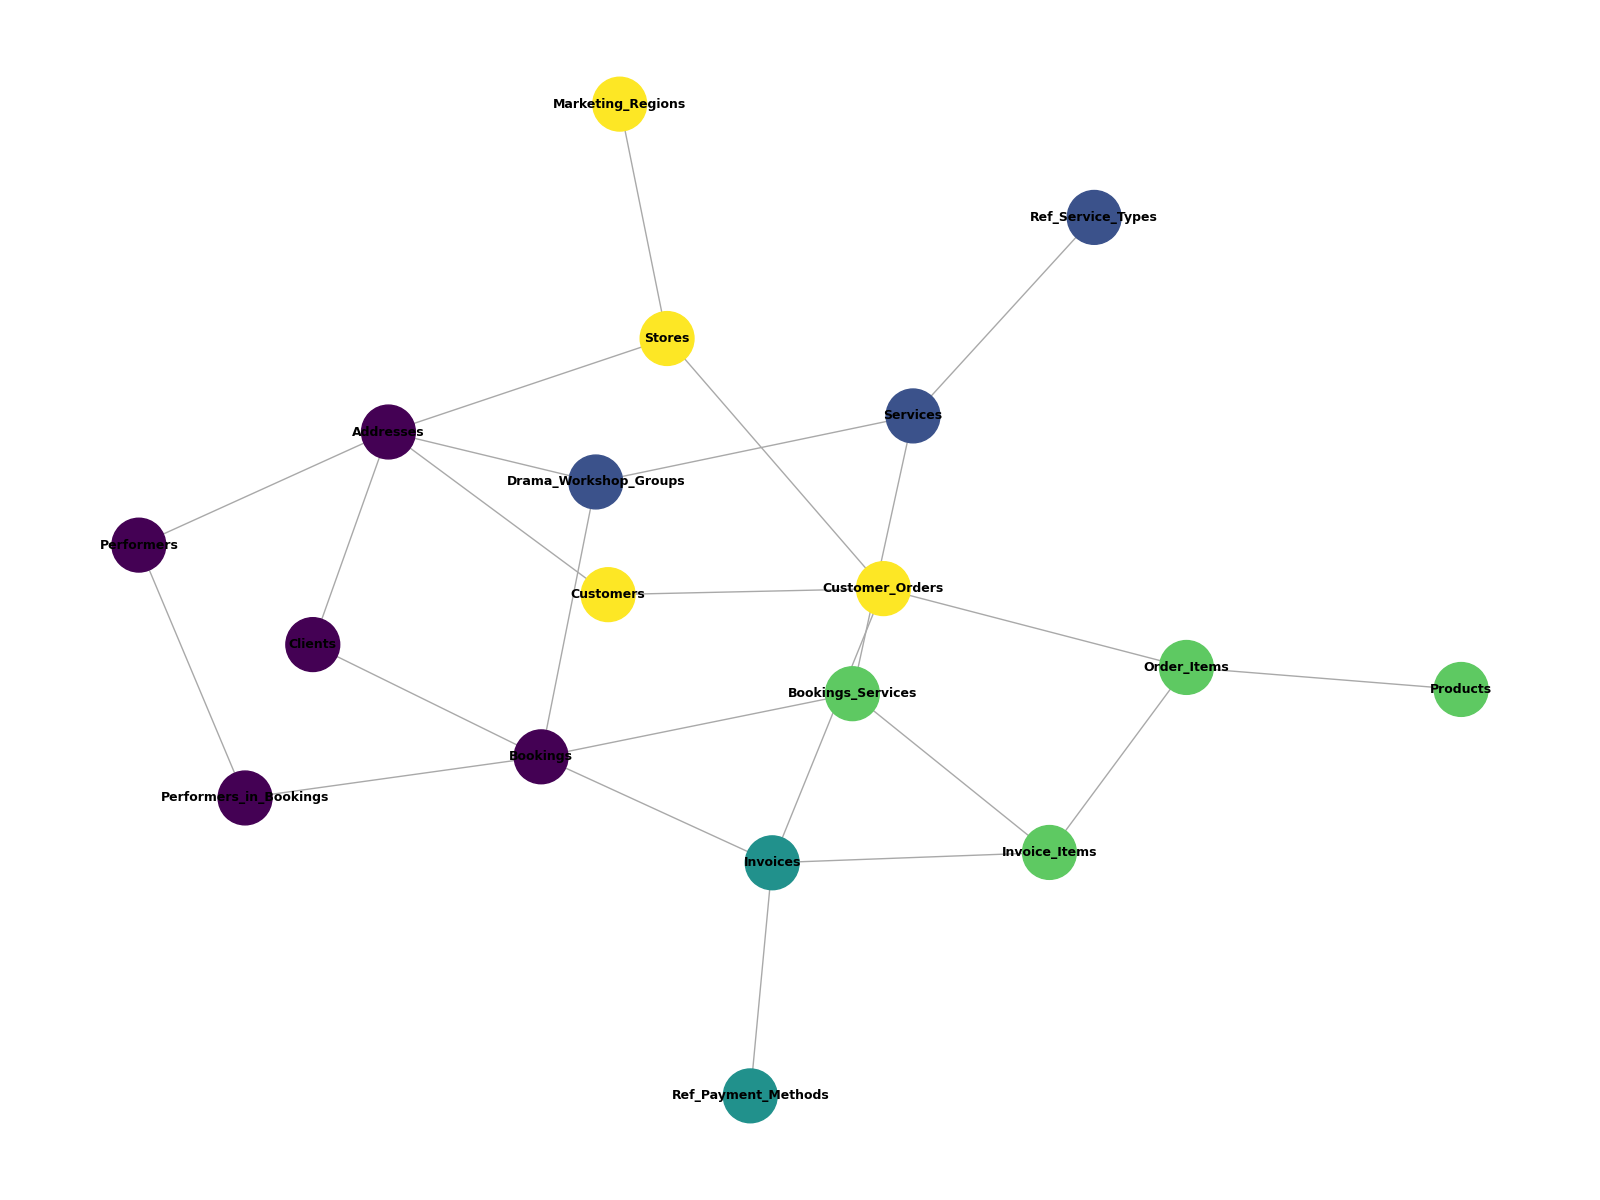 Marketing_Regions
Ref_Service_Types
Stores
Services
Addresses
Drama_Workshop_Groups
Performers
Customers
Customer_Orders
Clients
Order_Items
Products
Bookings_Services
Bookings
Performers_in_Bookings
Invoices
Invoice_Items
Ref_Payment_Methods